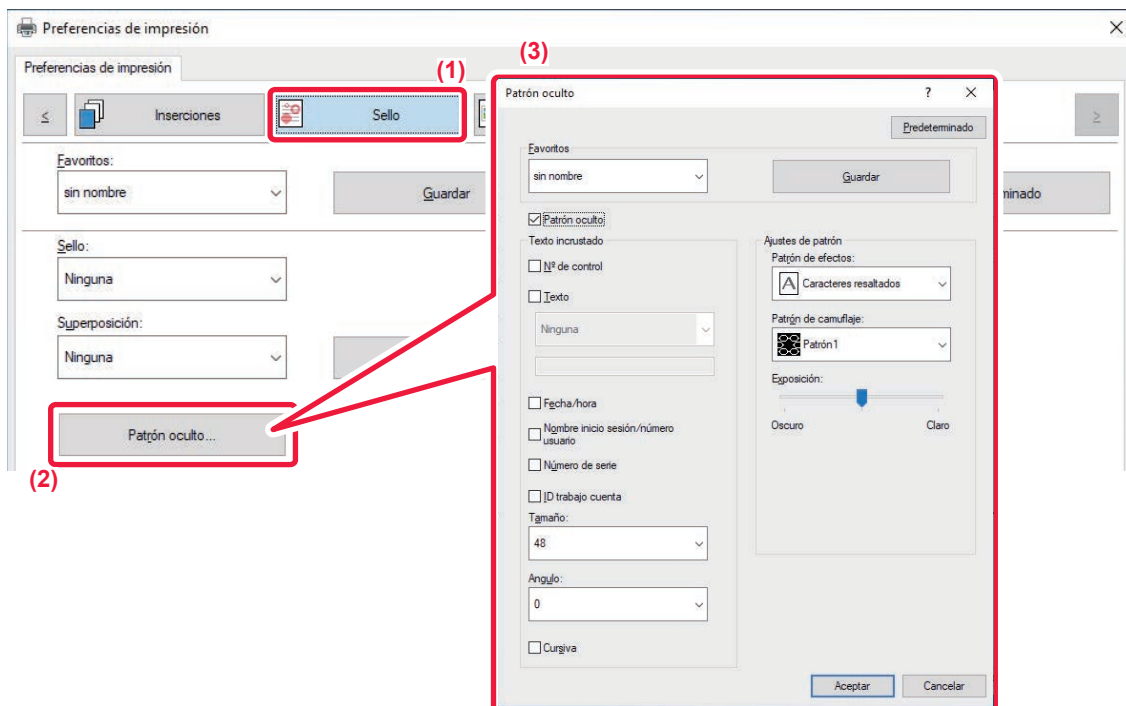 Preferencias de impresión
Preferencias de impresión
(1)
(3)
<
Inserciones
Sello
>
Favoritos:
sin nombre
Guardar
minado
Sello:
Ninguna
Superposición:
Ninguna
Patrón oculto...
(2)
Patrón oculto
?
Predeterminado
Favoritos
sin nombre
Guardar
Patrón oculto
Texto incrustado
Nº de control
Texto
Ninguna
Fecha/hora
Nombre inicio sesión/número
usuario
Número de serie
ID trabajo cuenta
Tamaño:
48
Angulo:
0
Cursiva
Ajustes de patrón
Patrón de efectos:
A Caracteres resaltados
Patrón de camuflaje:
Patrón1
Exposición:
Oscuro Claro
Aceptar Cancelar